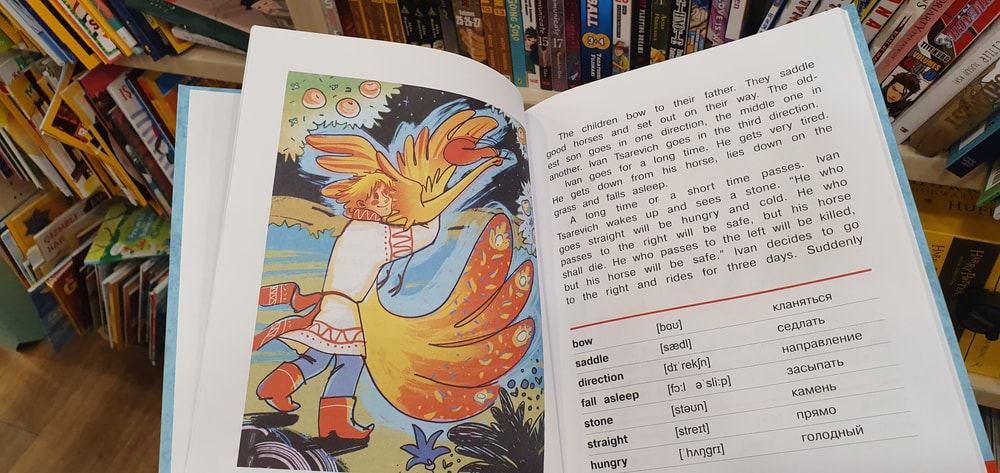 The children bow to their father. They saddle
good horses and set out on their way. The old-
est son goes in one direction, the middle one in
another. Ivan Tsarevich goes in the third direction.
Ivan goes for a long time. He gets very tired.
He gets down from his horse, lies down on the
grass and falls asleep.
A long time or a short time passes. Ivan
Tsarevich wakes up and sees a stone. "He who
goes straight will be hungry and cold. He who
passes to the right will be safe, but his horse
shall die. He who passes to the left will be killed,
but his horse will be safe." Ivan decides to go
to the right and rides for three days. Suddenly
bow [bɑʊ] кланяться
saddle [sædl] седлать
direction [dɪˈrekʃn] направление
fall asleep [fɔːl əˈsliːp] засыпать
stone [stəʊn] камень
straight [streɪt] прямо
hungry [ˈhʌŋɡrɪ] голодный
HARRY POTTER